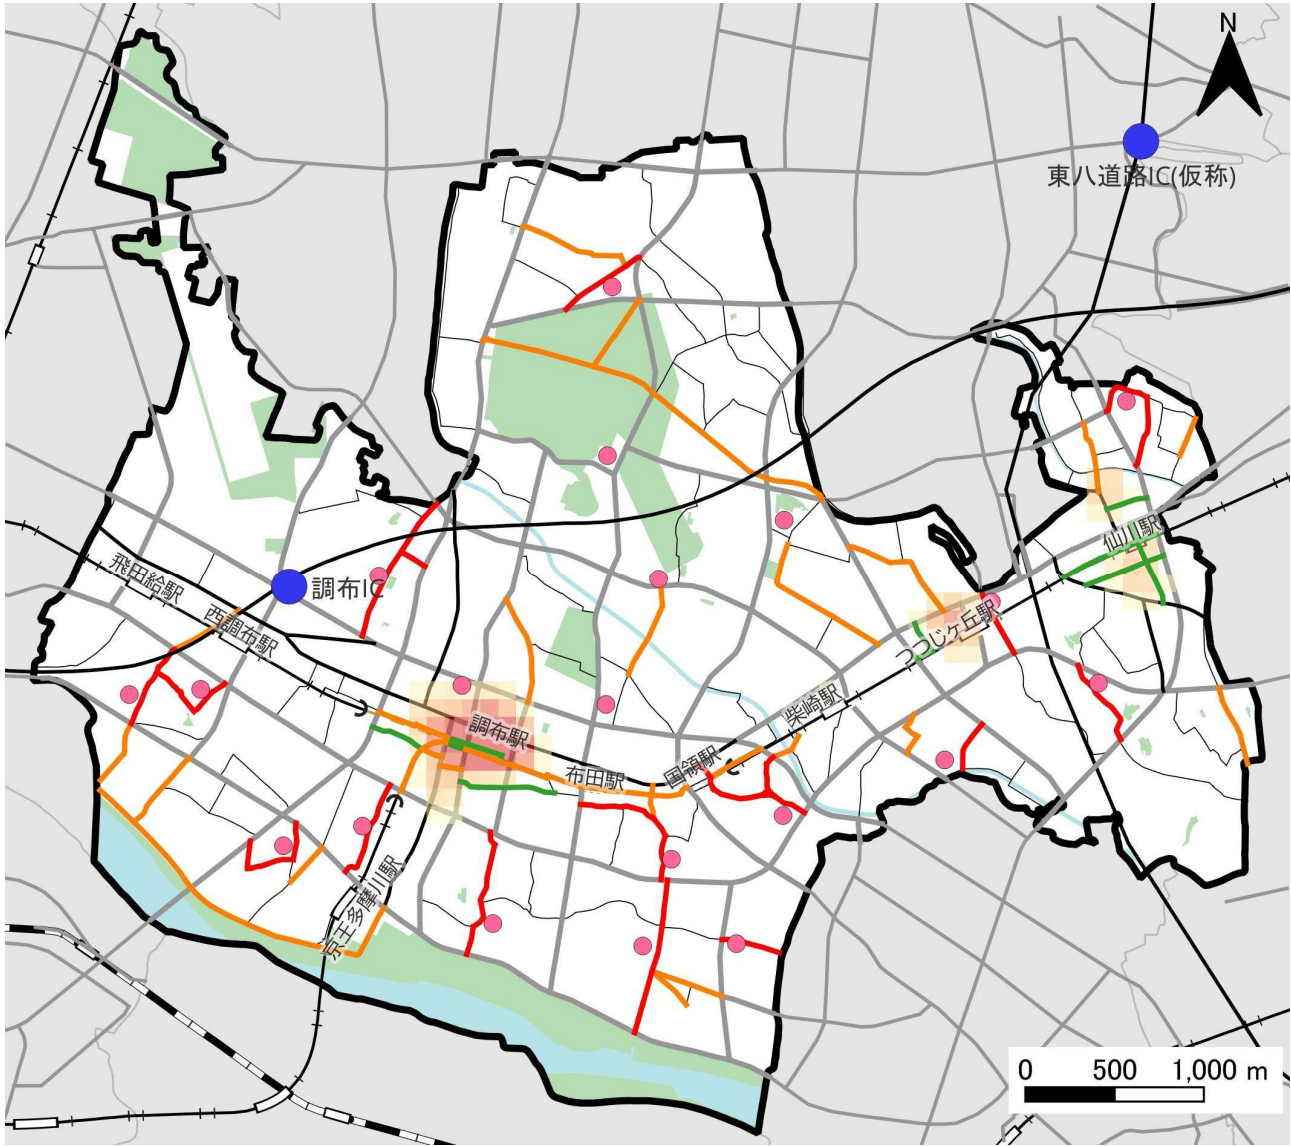 N
東八道路IC(仮称)
仙川駅
飛田給駅
調布IC
西調布駅
つつじヶ丘駅
柴崎駅
調布駅
国領駅
布田駅
京王多摩川駅
0 500 1,000 m